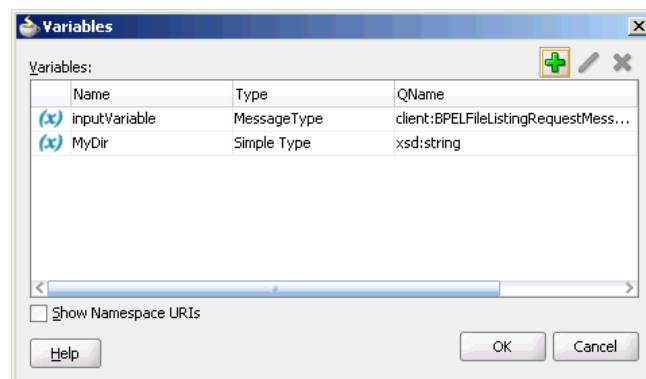 Variables
Variables:
Name Type QName
(x) inputVariable MessageType client:BPELFileListingRequestMess...
(x) MyDir Simple Type xsd:string
Show Namespace URIs
Help OK Cancel